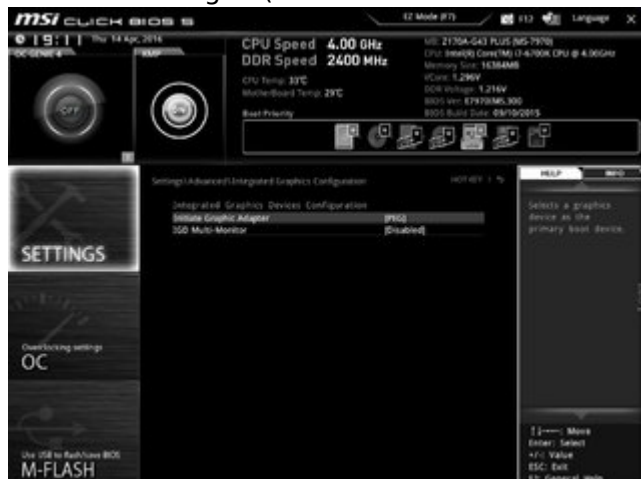 msi CLICK BIOS 5
EZ Mode (F7)
F12
Language
X
19:11 Thu 14 Apr, 2016
OC GENIE 4
XMP
OFF
CPU Speed 4.00 GHz
DDR Speed 2400 MHz
CPU Temp: 33°C
MotherBoard Temp: 29°C
MB: Z170A-G43 PLUS (MS-7970)
CPU: Intel(R) Core(TM) i7-6700K CPU @ 4.00GHz
Memory Size: 16384MB
VCore: 1.296V
DDR Voltage: 1.216V
BIOS Ver: E7970IMS.300
BIOS Build Date: 09/10/2015
Boot Priority
Settings\Advanced\Integrated Graphics Configuration
HOT KEY
HELP
INFO
Integrated Graphics Devices Configuration
Initiate Graphic Adapter [PEG]
IGD Multi-Monitor [Disabled]
Selects a graphics
device as the
primary boot device.
SETTINGS
Overclocking settings
OC
Use USB to flash/save BIOS
M-FLASH
Move
Enter: Select
+/-: Value
ESC: Exit
F1: General Help